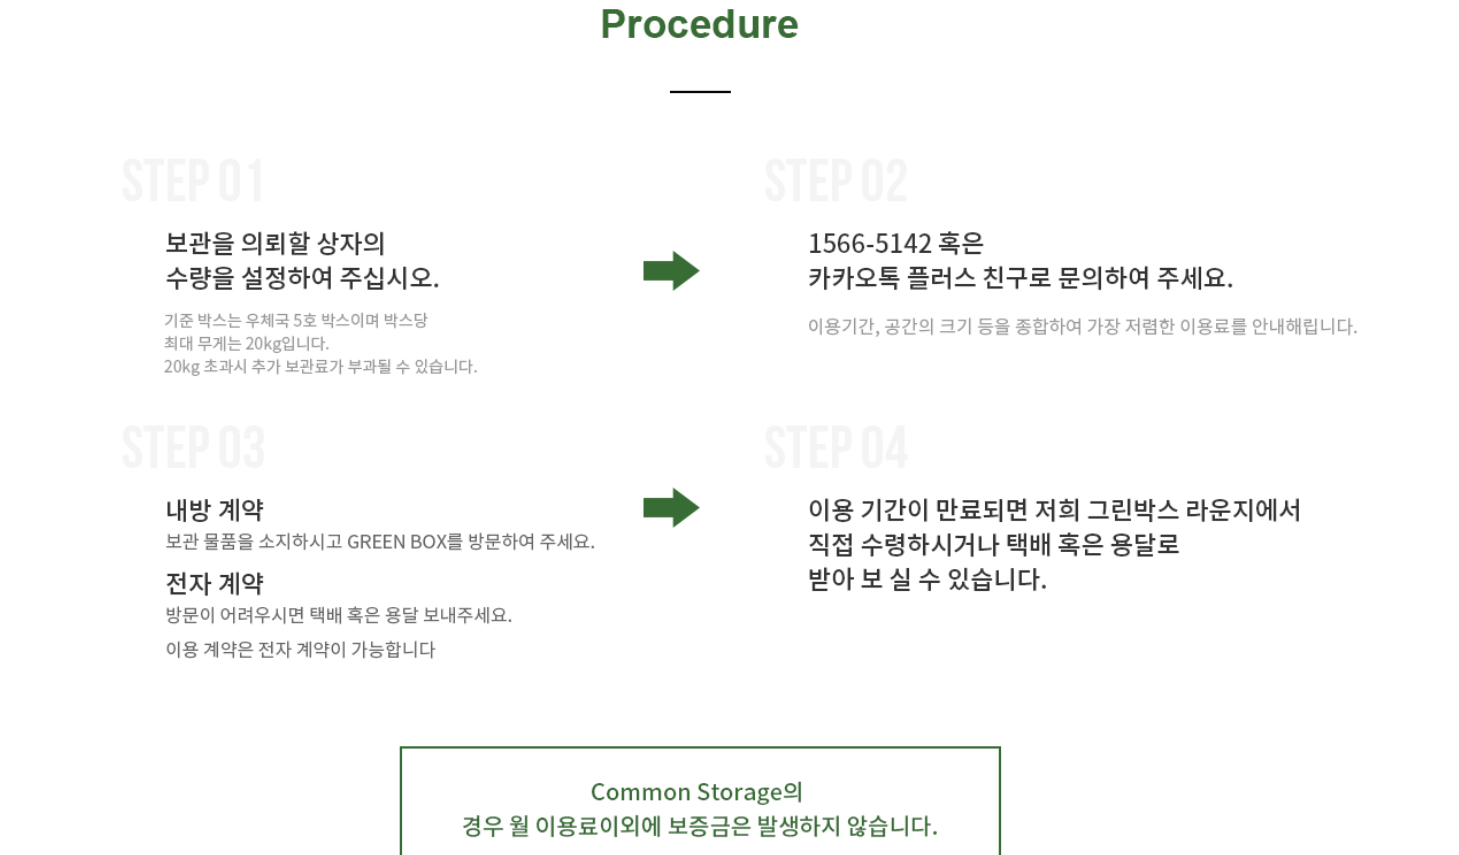 Procedure
STEP 01
보관을 의뢰할 상자의
수량을 설정하여 주십시오.
기준 박스는 우체국 5호 박스이며 박스당
최대 무게는 20kg입니다.
20kg 초과시 추가 보관료가 부과될 수 있습니다.
STEP 02
1566-5142 혹은
카카오톡 플러스 친구로 문의하여 주세요.
이용기간, 공간의 크기 등을 종합하여 가장 저렴한 이용료를 안내해립니다.
STEP 03
내방 계약
보관 물품을 소지하시고 GREEN BOX를 방문하여 주세요.
전자 계약
방문이 어려우시면 택배 혹은 용달 보내주세요.
이용 계약은 전자 계약이 가능합니다
STEP 04
이용 기간이 만료되면 저희 그린박스 라운지에서
직접 수령하시거나 택배 혹은 용달로
받아 보 실 수 있습니다.
Common Storage의
경우 월 이용료이외에 보증금은 발생하지 않습니다.